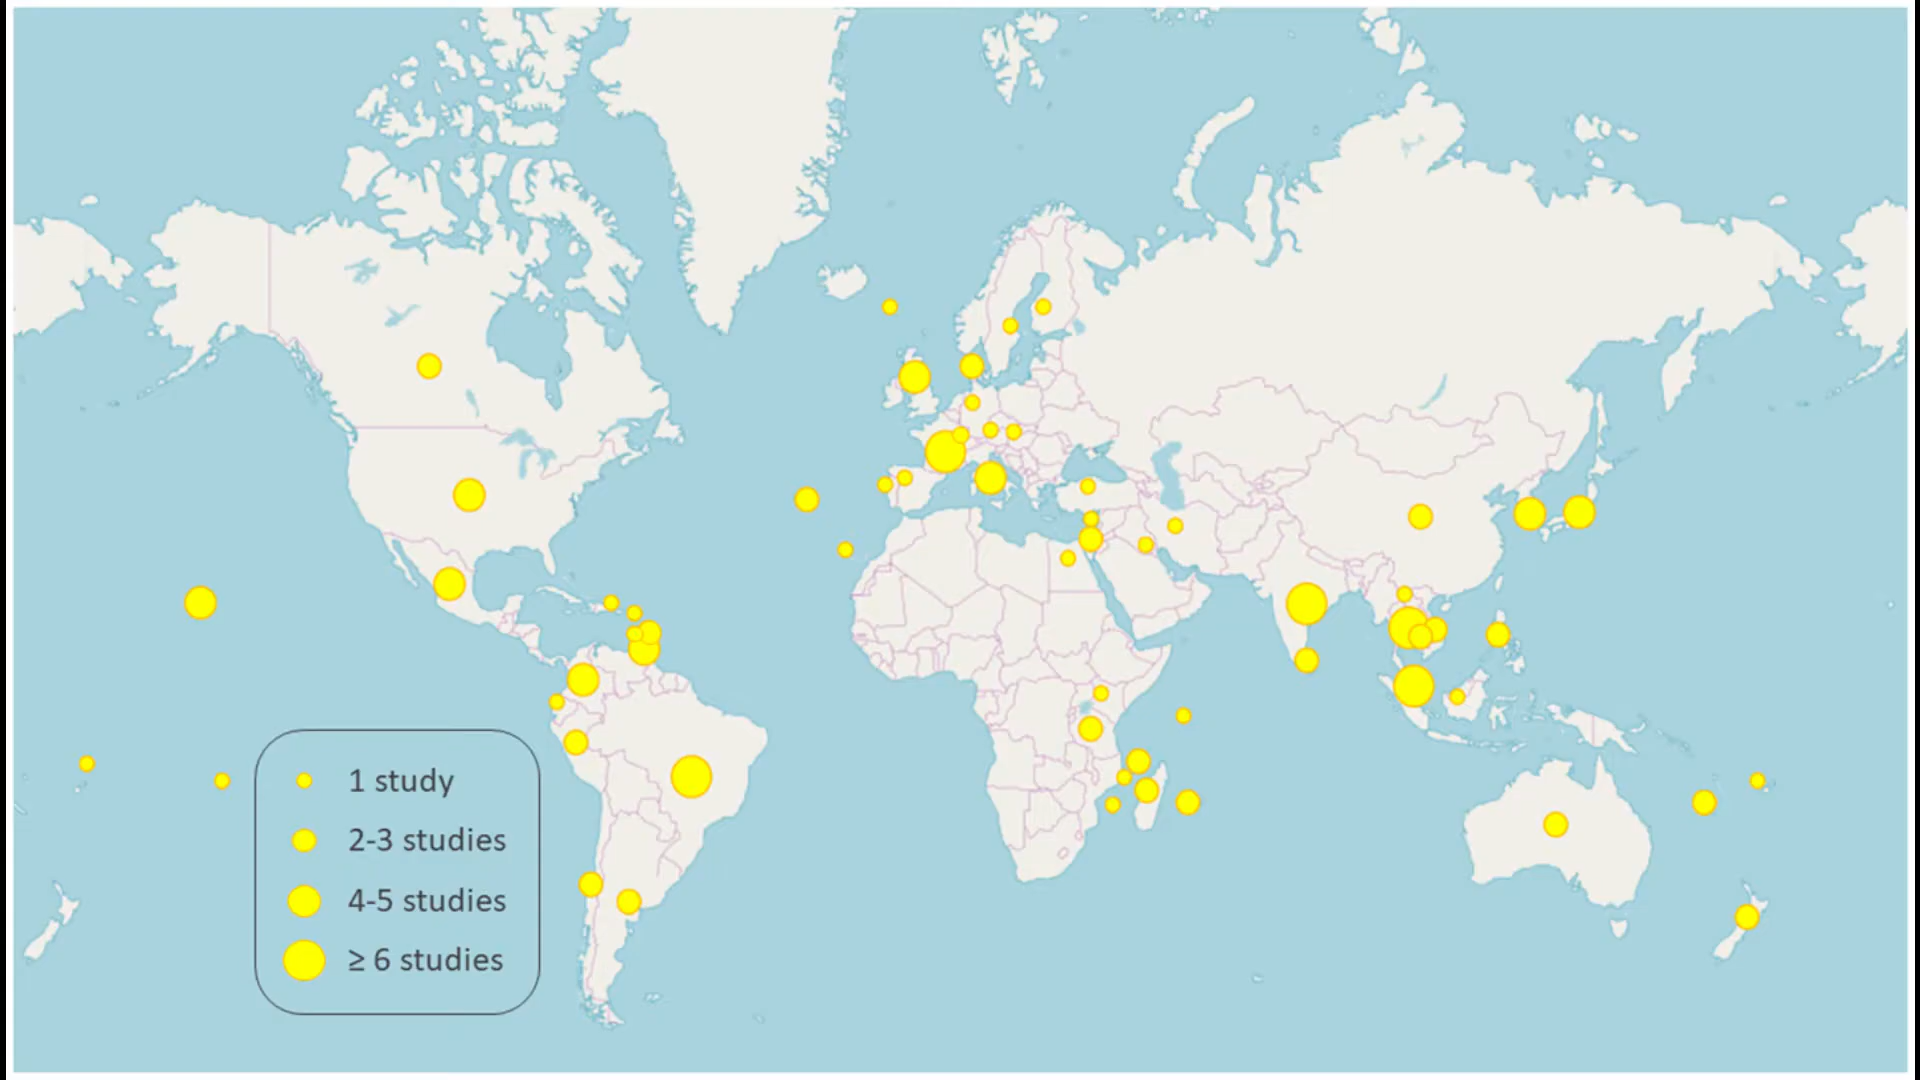 1 study
2-3 studies
4-5 studies
≥ 6 studies